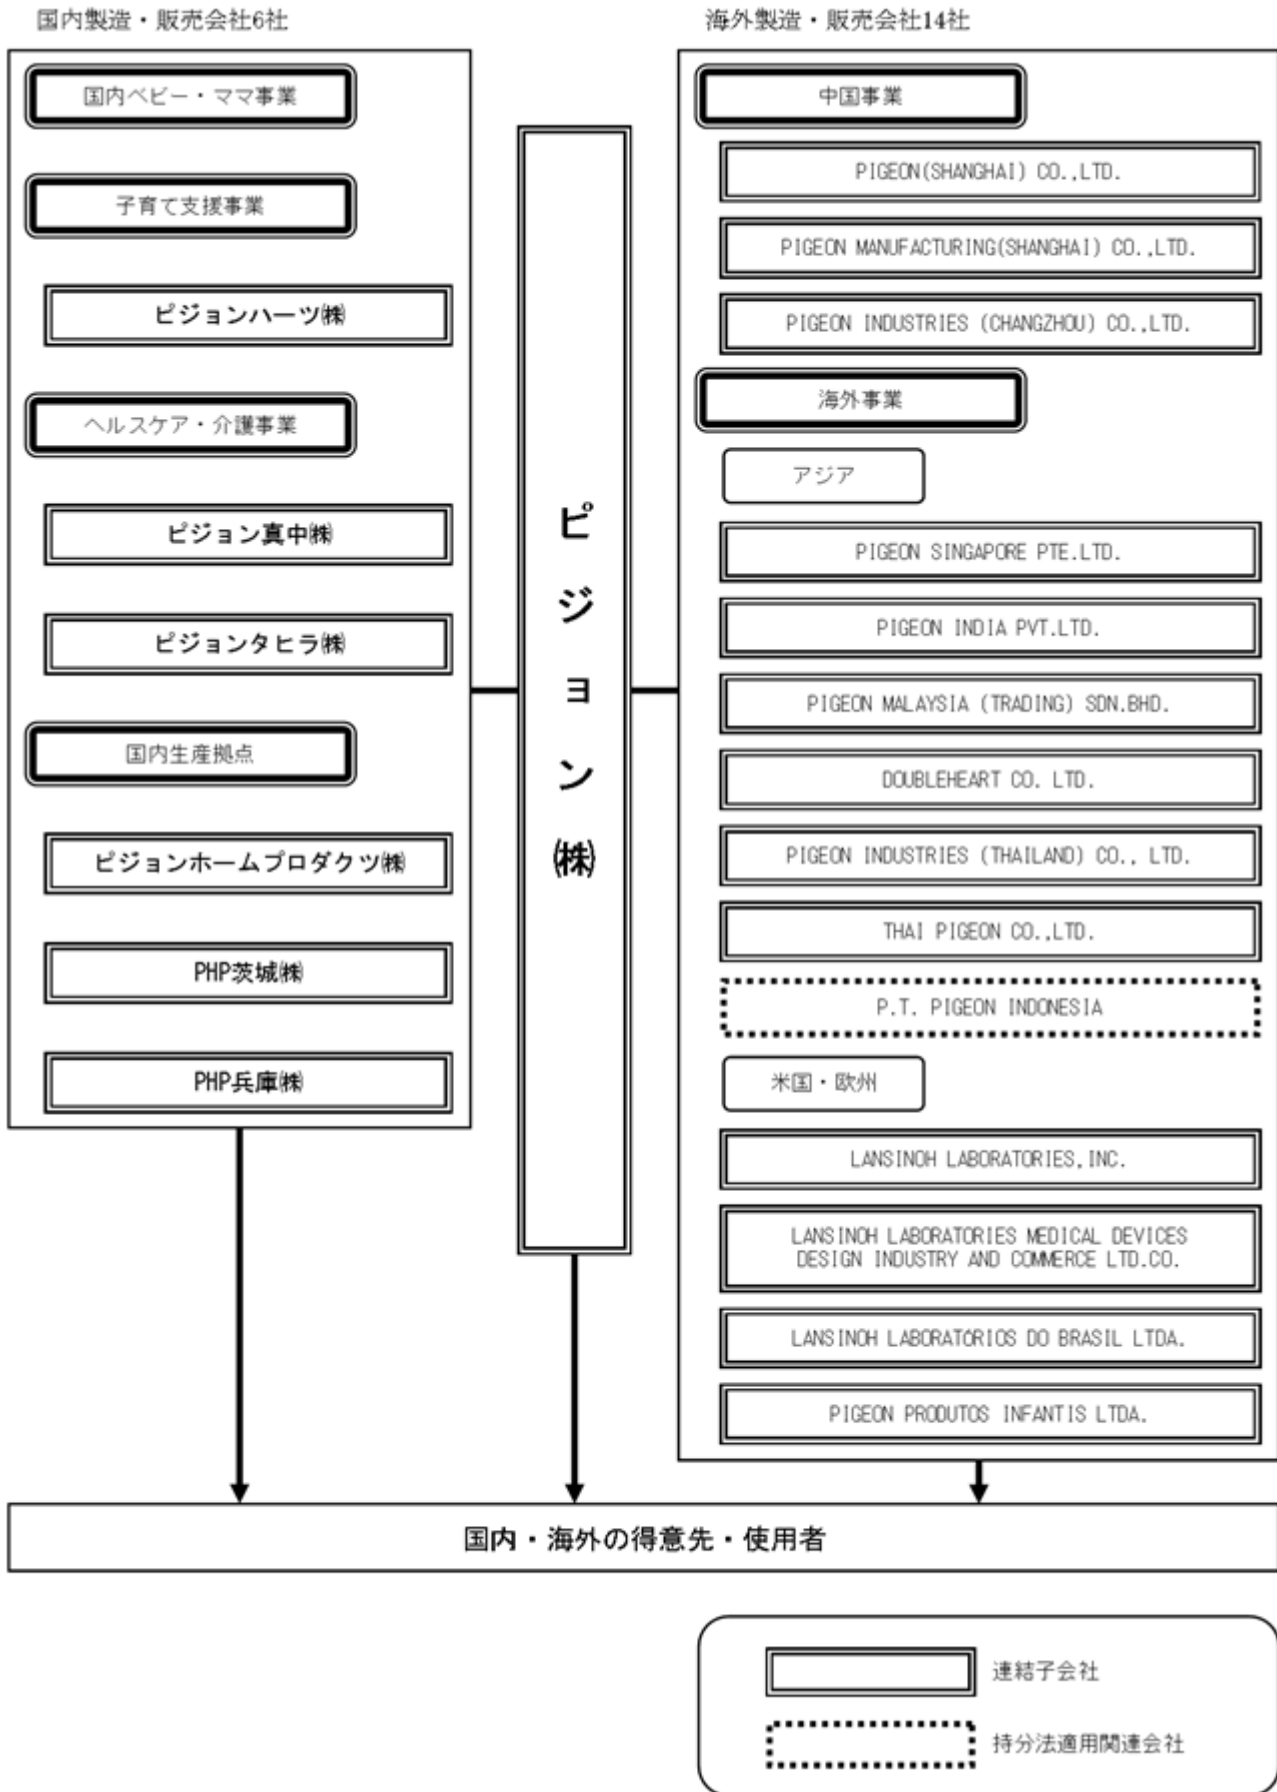 国内製造・販売会社6社
国内ベビー・ママ事業
子育て支援事業
ピジョンハーツ㈱
ヘルスケア・介護事業
ピジョン真中㈱
ピジョンタヒラ㈱
国内生産拠点
ピジョンホームプロダクツ㈱
PHP茨城㈱
PHP兵庫㈱
ピジョン㈱
海外製造・販売会社14社
中国事業
PIGEON(SHANGHAI) CO.,LTD.
PIGEON MANUFACTURING(SHANGHAI) CO.,LTD.
PIGEON INDUSTRIES (CHANGZHOU) CO.,LTD.
海外事業
アジア
PIGEON SINGAPORE PTE.LTD.
PIGEON INDIA PVT.LTD.
PIGEON MALAYSIA (TRADING) SDN.BHD.
DOUBLEHEART CO. LTD.
PIGEON INDUSTRIES (THAILAND) CO., LTD.
THAI PIGEON CO.,LTD.
P.T. PIGEON INDONESIA
米国・欧州
LANSINOH LABORATORIES,INC.
LANSINOH LABORATORIES MEDICAL DEVICES
DESIGN INDUSTRY AND COMMERCE LTD.CO.
LANSINOH LABORATÓRIOS DO BRASIL LTDA.
PIGEON PRODUTOS INFANTIS LTDA.
国内・海外の得意先・使用者
連結子会社
持分法適用関連会社